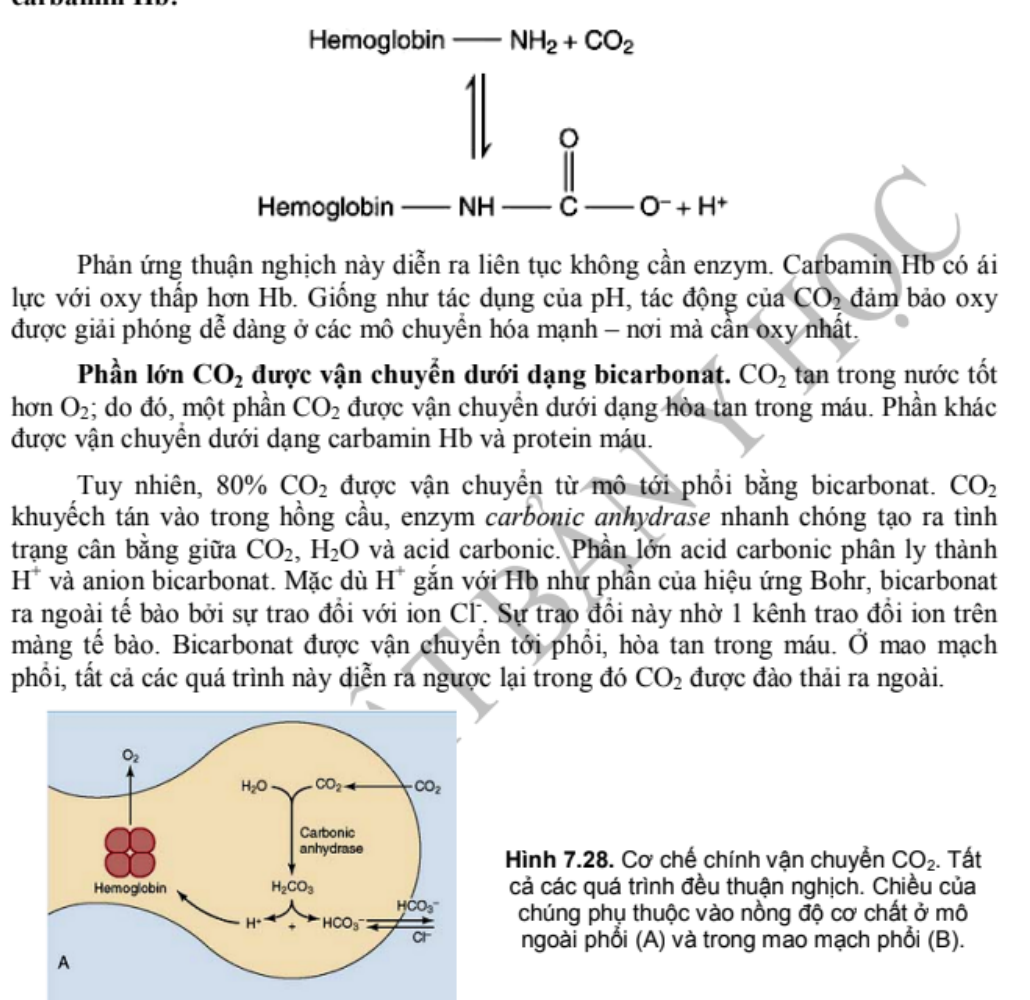 carbamin Hb.
Hemoglobin — NH₂ + CO₂
O
Hemoglobin — NH — C — O⁻ + H⁺
Phản ứng thuận nghịch này diễn ra liên tục không cần enzym. Carbamin Hb có ái
lực với oxy thấp hơn Hb. Giống như tác dụng của pH, tác động của CO₂ đảm bảo oxy
được giải phóng dễ dàng ở các mô chuyển hóa mạnh – nơi mà cần oxy nhất.
Phần lớn CO₂ được vận chuyển dưới dạng bicarbonat. CO₂ tan trong nước tốt
hơn O₂; do đó, một phần CO₂ được vận chuyển dưới dạng hòa tan trong máu. Phần khác
được vận chuyển dưới dạng carbamin Hb và protein máu.
Tuy nhiên, 80% CO₂ được vận chuyển từ mô tới phổi bằng bicarbonat. CO₂
khuyếch tán vào trong hồng cầu, enzym carbonic anhydrase nhanh chóng tạo ra tình
trạng cân bằng giữa CO₂, H₂O và acid carbonic. Phần lớn acid carbonic phân ly thành
H⁺ và anion bicarbonat. Mặc dù H⁺ gắn với Hb như phần của hiệu ứng Bohr, bicarbonat
ra ngoài tế bào bởi sự trao đổi với ion Cl⁻. Sự trao đổi này nhờ 1 kênh trao đổi ion trên
màng tế bào. Bicarbonat được vận chuyển tới phổi, hòa tan trong máu. Ở mao mạch
phổi, tất cả các quá trình này diễn ra ngược lại trong đó CO₂ được đào thải ra ngoài.
O₂
H₂O CO₂ CO₂
Carbonic
anhydrase
Hemoglobin
H₂CO₃
H⁺ + HCO₃⁻
HCO₃⁻
Cl⁻
A
Hình 7.28. Cơ chế chính vận chuyển CO₂. Tất
cả các quá trình đều thuận nghịch. Chiều của
chúng phụ thuộc vào nồng độ cơ chất ở mô
ngoài phổi (A) và trong mao mạch phổi (B).
BẢN Y HỌC